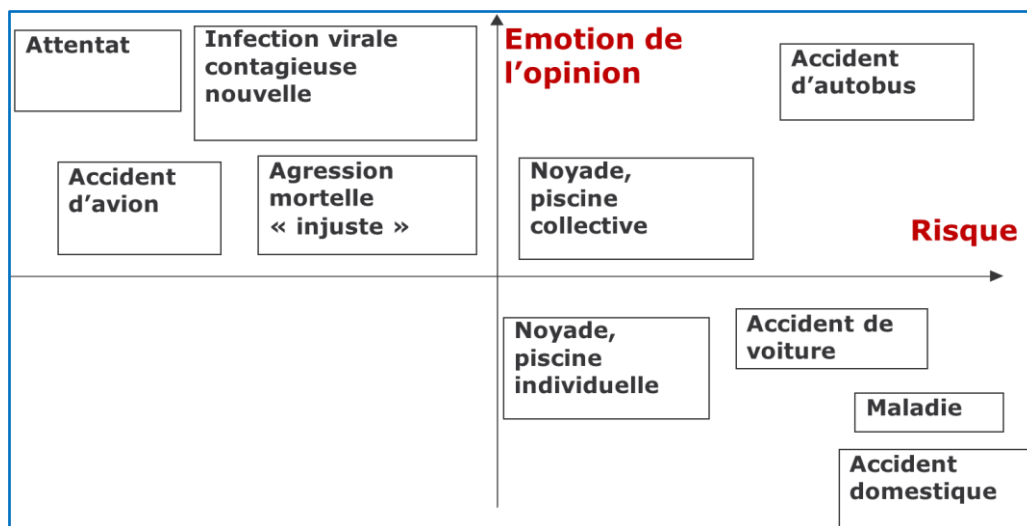 Attentat
Infection virale
contagieuse
nouvelle
Emotion de
l’opinion
Accident
d’autobus
Accident
d’avion
Agression
mortelle
« injuste »
Noyade,
piscine
collective
Risque
Noyade,
piscine
individuelle
Accident de
voiture
Maladie
Accident
domestique